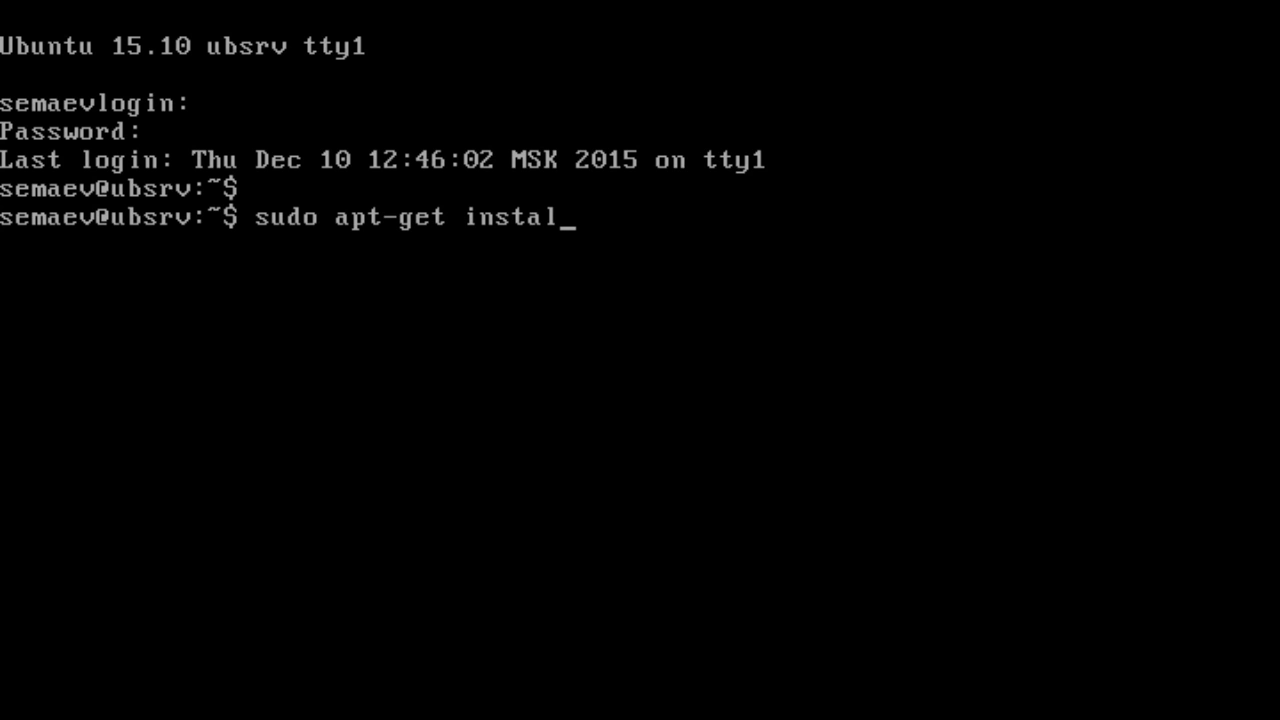 Ubuntu 15.10 ubsrv tty1
semaevlogin:
Password:
Last login: Thu Dec 10 12:46:02 MSK 2015 on tty1
semaev@ubsrv:~$
semaev@ubsrv:~$ sudo apt-get instal_